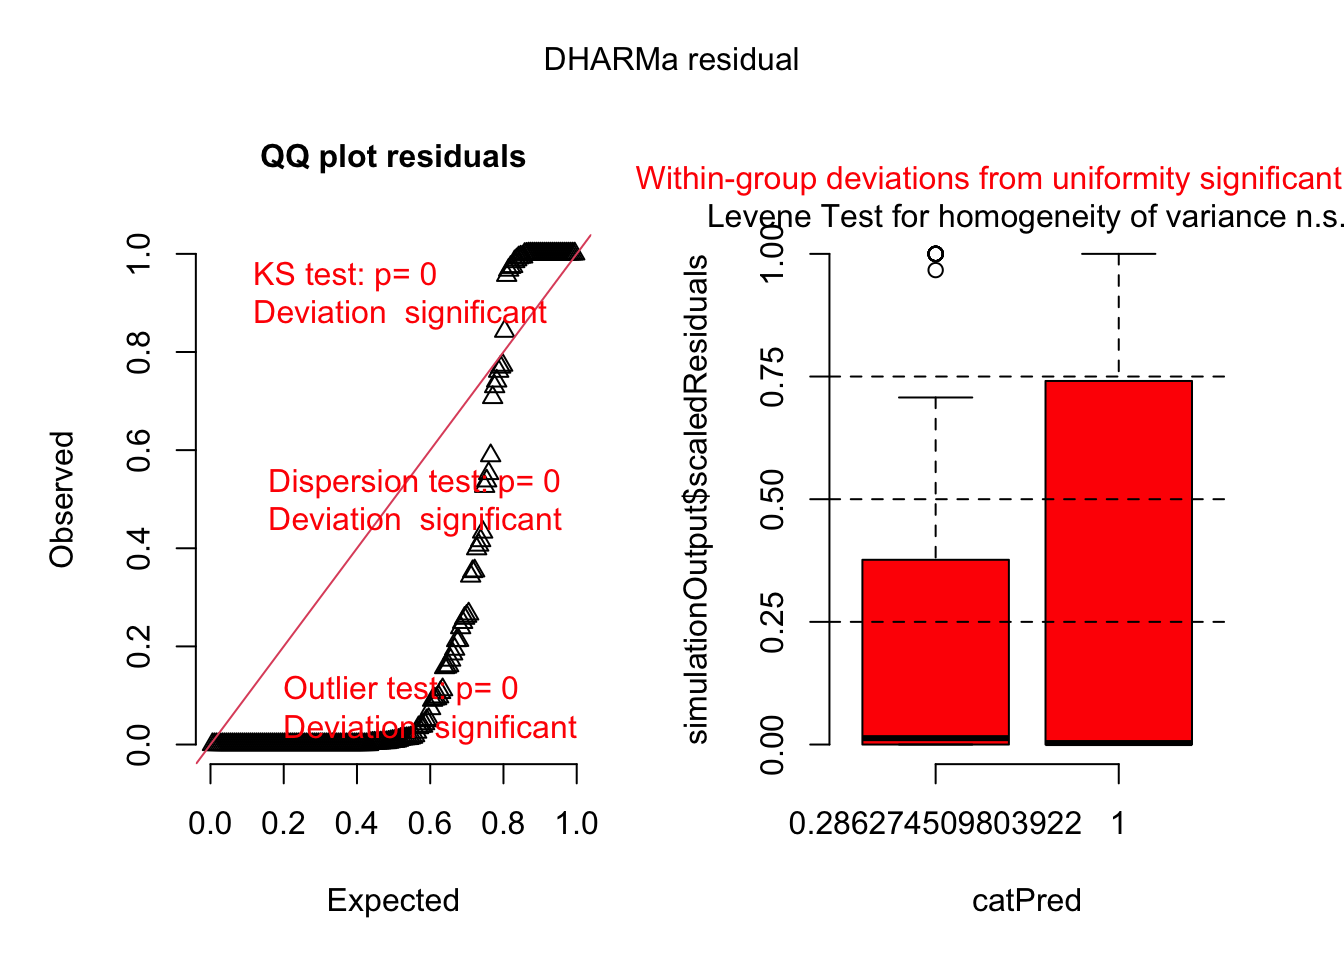 DHARMa residual
QQ plot residuals
Within-group deviations from uniformity significant
Levene Test for homogeneity of variance n.s.
KS test: p= 0
Deviation  significant
Dispersion test: p= 0
Deviation  significant
Outlier test: p= 0
Deviation  significant
Observed
0.0
0.2
0.4
0.6
0.8
1.0
0.0 0.2 0.4 0.6 0.8 1.0
Expected
simulationOutput$scaledResiduals
0.00
0.25
0.50
0.75
1.00
0.286274509803922 1
catPred